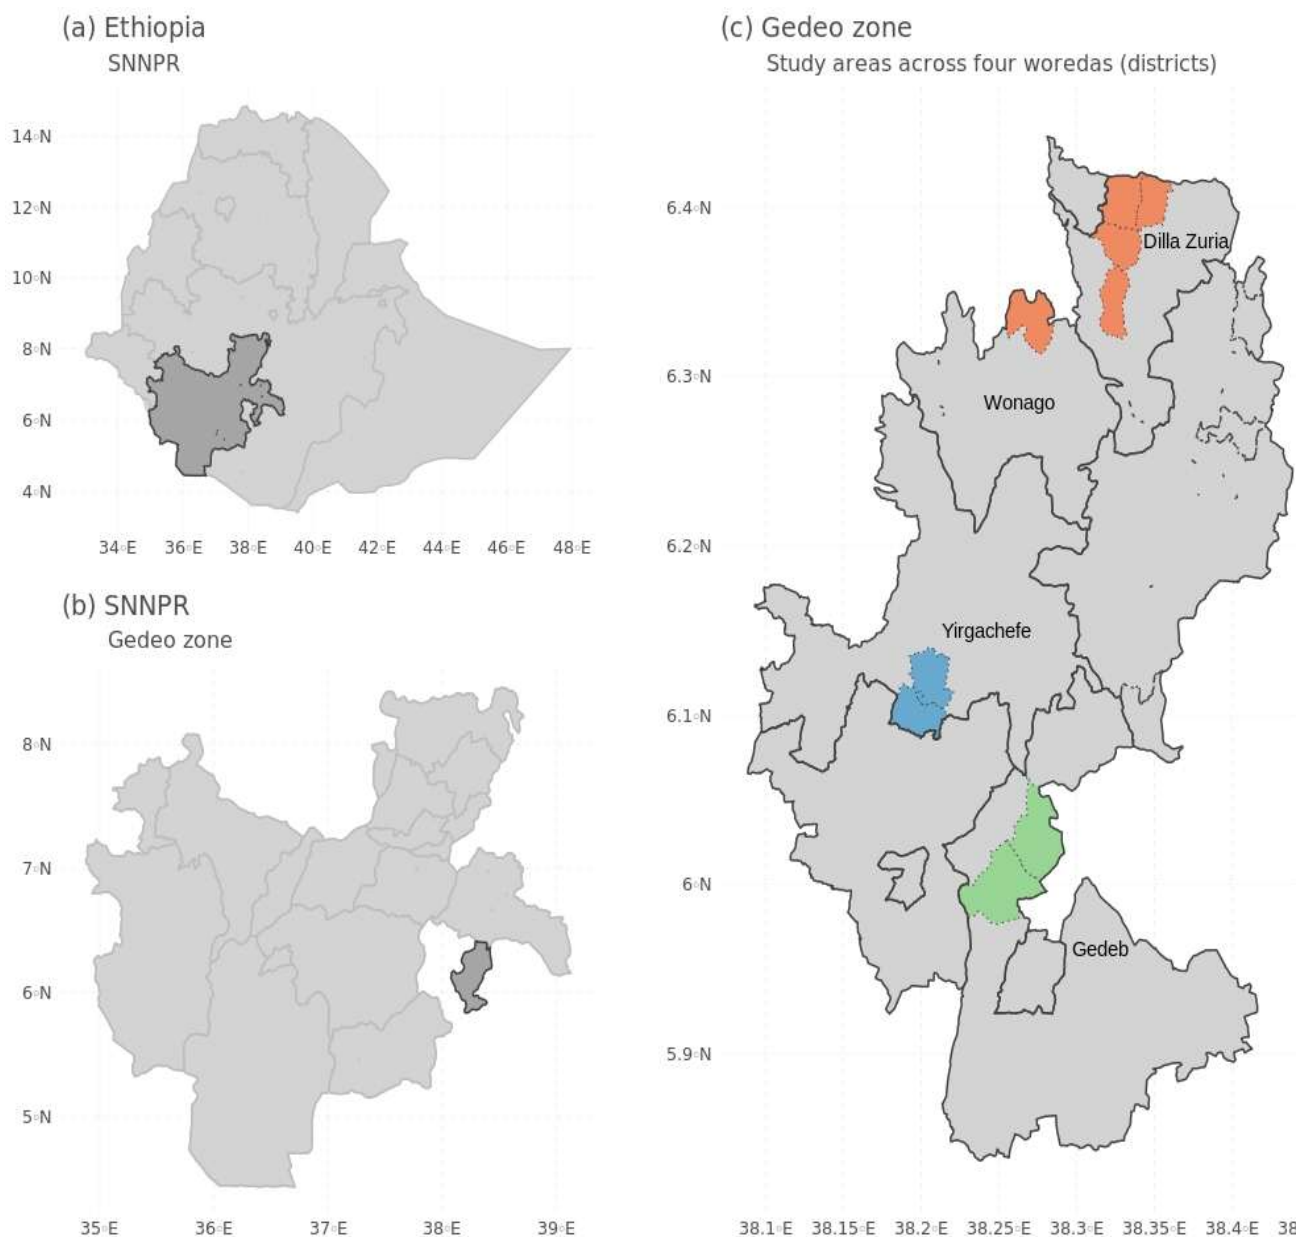 (a) Ethiopia
SNNPR
14◦N
12◦N
10◦N
8◦N
6◦N
4◦N
34◦E 36◦E 38◦E 40◦E 42◦E 44◦E 46◦E 48◦E
(b) SNNPR
Gedeo zone
8◦N
7◦N
6◦N
5◦N
35◦E 36◦E 37◦E 38◦E 39◦E
(c) Gedeo zone
Study areas across four woredas (districts)
6.4◦N
Dilla Zuria
6.3◦N
Wonago
6.2◦N
Yirgachefe
6.1◦N
6◦N
Gedeb
5.9◦N
38.1◦E 38.15◦E 38.2◦E 38.25◦E 38.3◦E 38.35◦E 38.4◦E 38